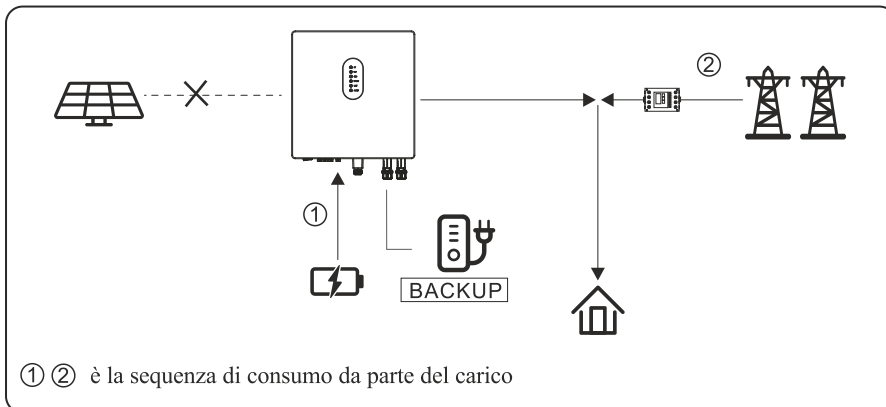 ②
①
BACKUP
① ② è la sequenza di consumo da parte del carico